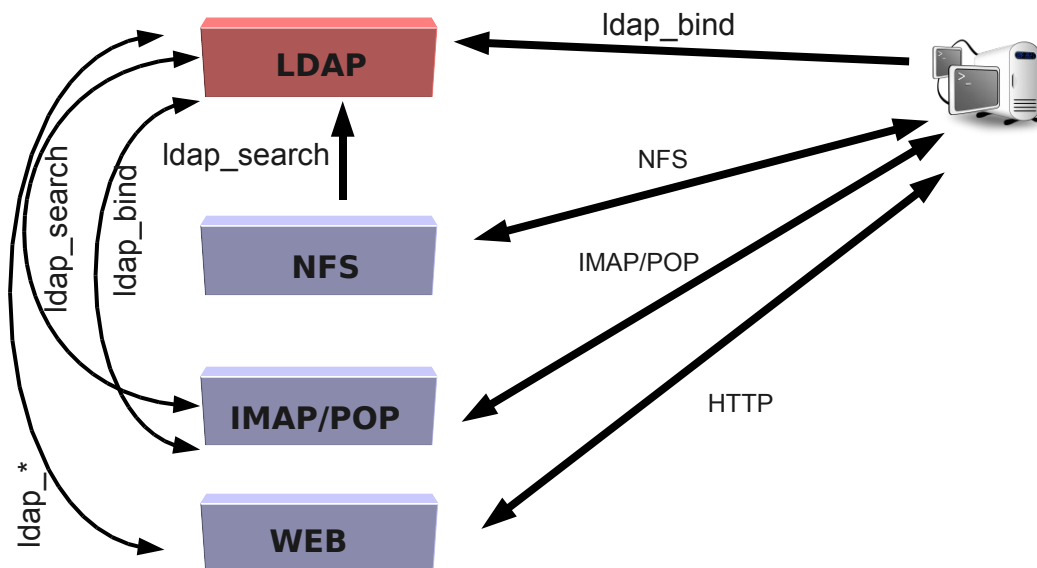 ldap_bind
LDAP
ldap_search
NFS
ldap_search
ldap_bind
NFS
IMAP/POP
IMAP/POP
HTTP
ldap_*
WEB